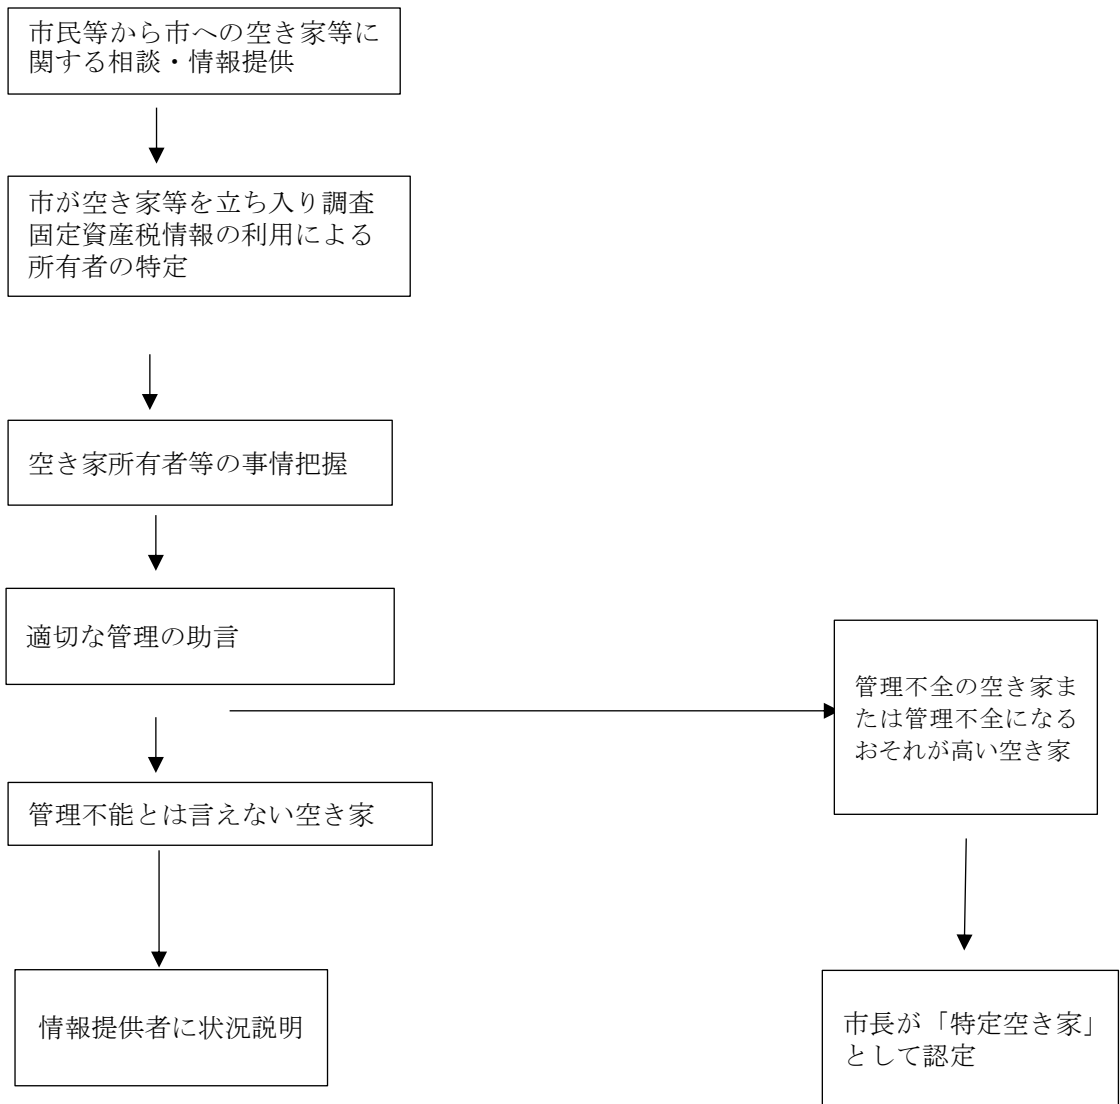 市民等から市への空き家等に
関する相談・情報提供
市が空き家等を立ち入り調査
固定資産税情報の利用による
所有者の特定
空き家所有者等の事情把握
適切な管理の助言
管理不全の空き家ま
たは管理不全になる
おそれが高い空き家
管理不能とは言えない空き家
情報提供者に状況説明
市長が「特定空き家」
として認定